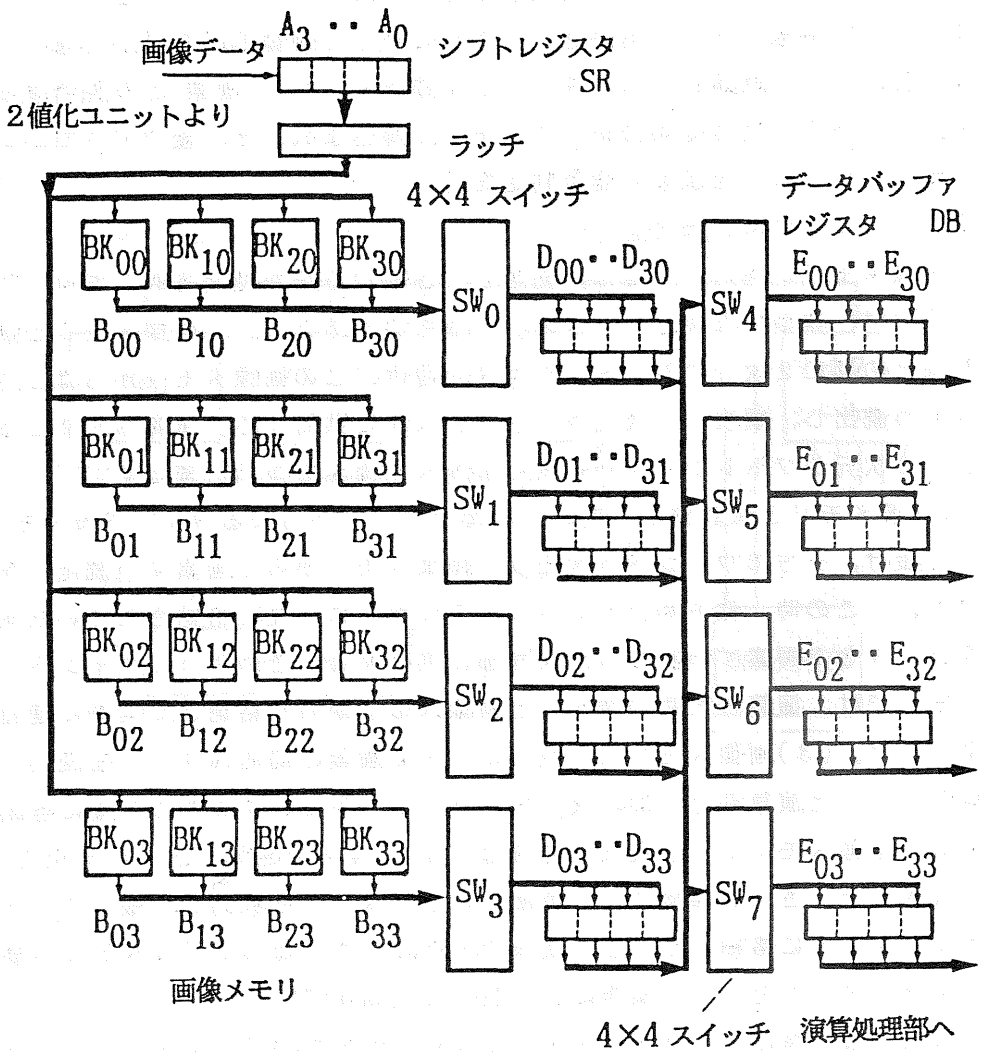 A3 ・・ A0
画像データ
シフトレジスタ
SR
2値化ユニットより
ラッチ
4×4 スイッチ
データバッファ
レジスタ DB
BK00 BK10 BK20 BK30
SW0
D00・・D30
SW4
E00・・E30
B00 B10 B20 B30
BK01 BK11 BK21 BK31
SW1
D01・・D31
SW5
E01・・E31
B01 B11 B21 B31
BK02 BK12 BK22 BK32
SW2
D02・・D32
SW6
E02・・E32
B02 B12 B22 B32
BK03 BK13 BK23 BK33
SW3
D03・・D33
SW7
E03・・E33
B03 B13 B23 B33
画像メモリ
4×4 スイッチ 演算処理部へ